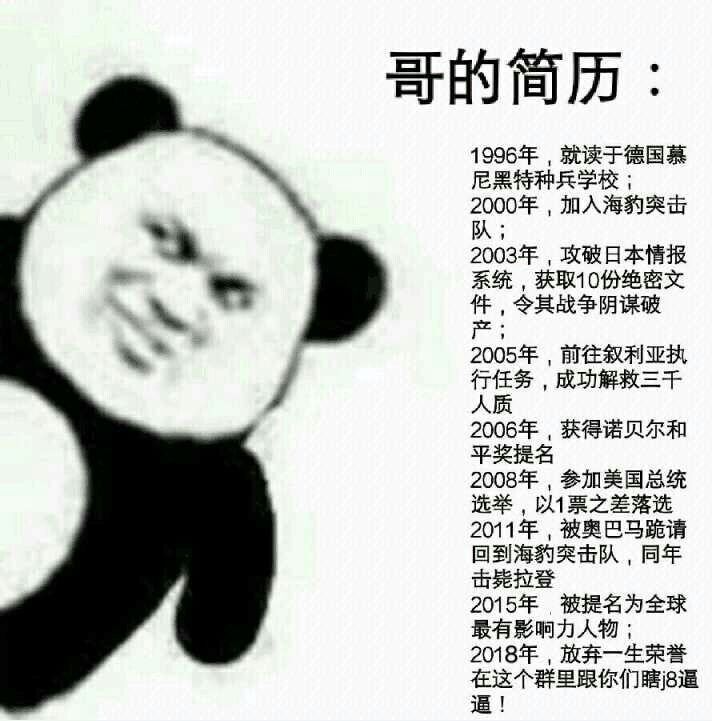 哥的简历：
1996年，就读于德国慕
尼黑特种兵学校；
2000年，加入海豹突击
队；
2003年，攻破日本情报
系统，获取10份绝密文
件，令其战争阴谋破
产；
2005年，前往叙利亚执
行任务，成功解救三千
人质
2006年，获得诺贝尔和
平奖提名
2008年，参加美国总统
选举，以1票之差落选
2011年，被奥巴马跪请
回到海豹突击队，同年
击毙拉登
2015年，被提名为全球
最有影响力人物；
2018年，放弃一生荣誉
在这个群里跟你们瞎j8逼
逼！